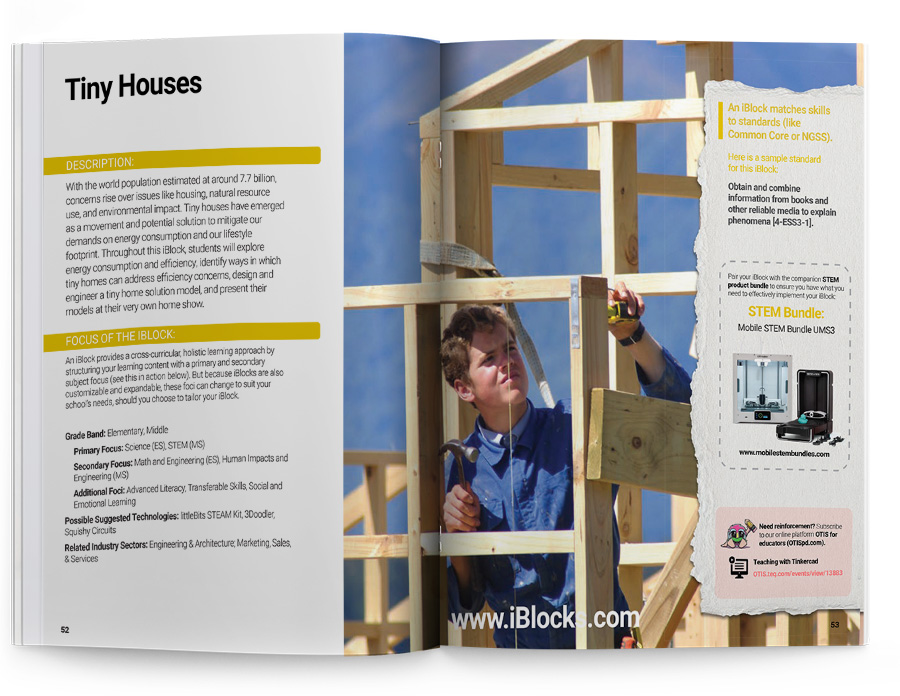 Tiny Houses
DESCRIPTION:
With the world population estimated at around 7.7 billion,
concerns rise over issues like housing, natural resource
use, and environmental impact. Tiny houses have emerged
as a movement and potential solution to mitigate our
demands on energy consumption and our lifestyle
footprint. Throughout this iBlock, students will explore
energy consumption and efficiency, identify ways in which
tiny homes can address efficiency concerns, design and
engineer a tiny home solution model, and present their
models at their very own home show.
FOCUS OF THE IBLOCK:
An iBlock provides a cross-curricular, holistic learning approach by
structuring your learning content with a primary and secondary
subject focus (see this in action below). But because iBlocks are also
customizable and expandable, these foci can change to suit your
school's needs, should you choose to tailor your iBlock.
Grade Band: Elementary, Middle
Primary Focus: Science (ES), STEM (MS)
Secondary Focus: Math and Engineering (ES), Human Impacts and
Engineering (MS)
Additional Foci: Advanced Literacy, Transferable Skills, Social and
Emotional Learning
Possible Suggested Technologies: littleBits STEAM Kit, 3Doodler,
Squishy Circuits
Related Industry Sectors: Engineering & Architecture; Marketing, Sales,
& Services
52
An iBlock matches skills
to standards (like
Common Core or NGSS).
Here is a sample standard
for this iBlock:
Obtain and combine
information from books and
other reliable media to explain
phenomena [4-ESS3-1].
Pair your iBlock with the companion STEM
product bundle to ensure you have what you
need to effectively implement your iBlock:
STEM Bundle:
Mobile STEM Bundle UMS3
www.mobilestembundles.com
Need reinforcement? Subscribe
to our online platform OTIS for
educators (OTISpd.com).
Teaching with Tinkercad
OTIS.teq.com/events/view/13883
www.iBlocks.com
53